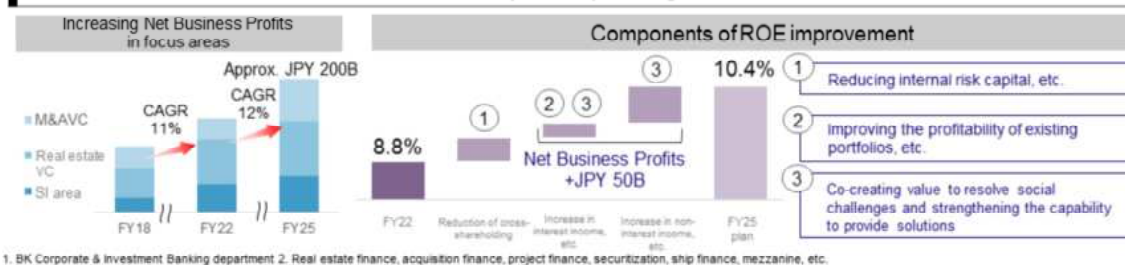 Increasing Net Business Profits
in focus areas
Approx. JPY 200B
CAGR
12%
CAGR
11%
M&AVC
Real estate
VC
SI area
FY18
FY22
FY25
Components of ROE improvement
8.8%
1
2 3
3
10.4%
Net Business Profits
+JPY 50B
FY22
Reduction of cross-
shareholding
Increase in
interest income,
etc.
Increase in non-
interest income,
etc.
FY25
plan
1
Reducing internal risk capital, etc.
2
Improving the profitability of existing
portfolios, etc.
3
Co-creating value to resolve social
challenges and strengthening the capability
to provide solutions
1. BK Corporate & Investment Banking department 2. Real estate finance, acquisition finance, project finance, securitization, ship finance, mezzanine, etc.